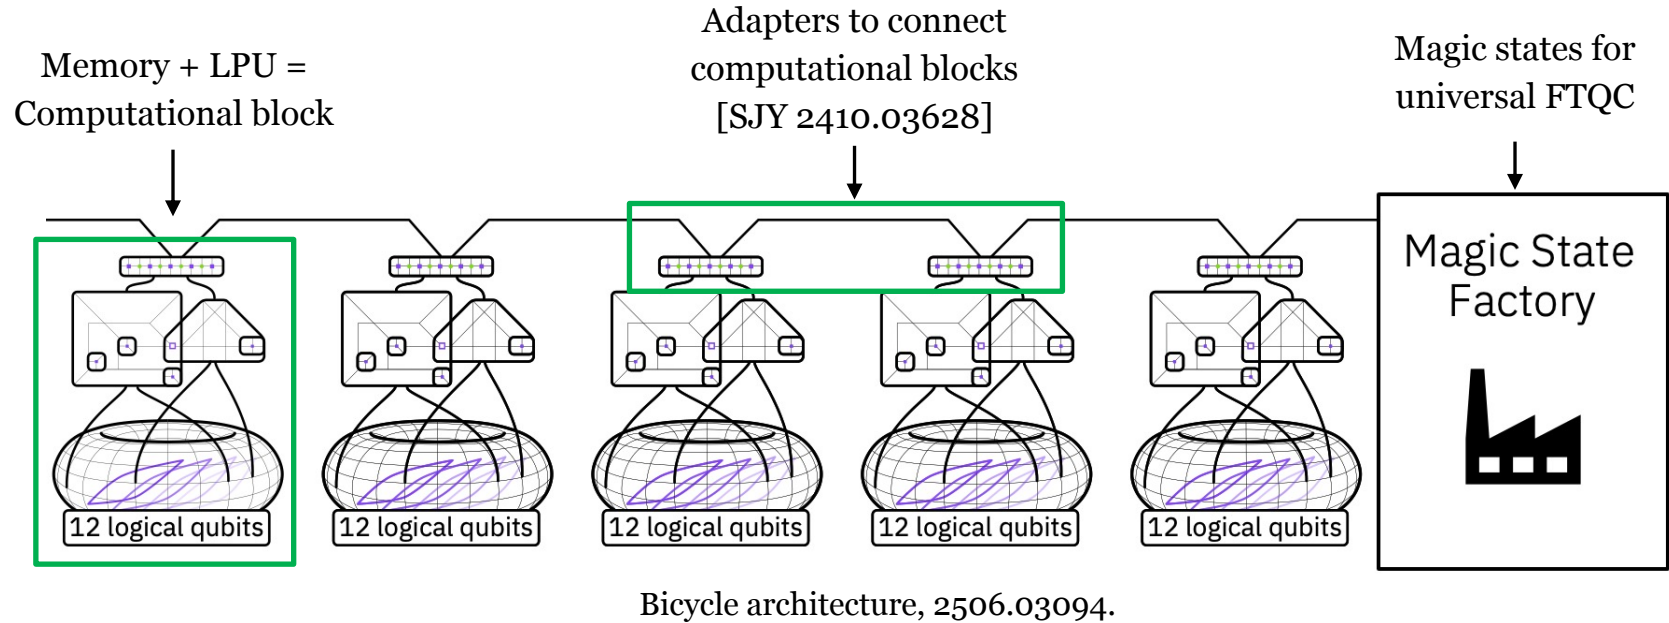 Memory + LPU =
Computational block
Adapters to connect
computational blocks
[SJY 2410.03628]
Magic states for
universal FTQC
Magic State
Factory
12 logical qubits
12 logical qubits
12 logical qubits
12 logical qubits
12 logical qubits
Bicycle architecture, 2506.03094.